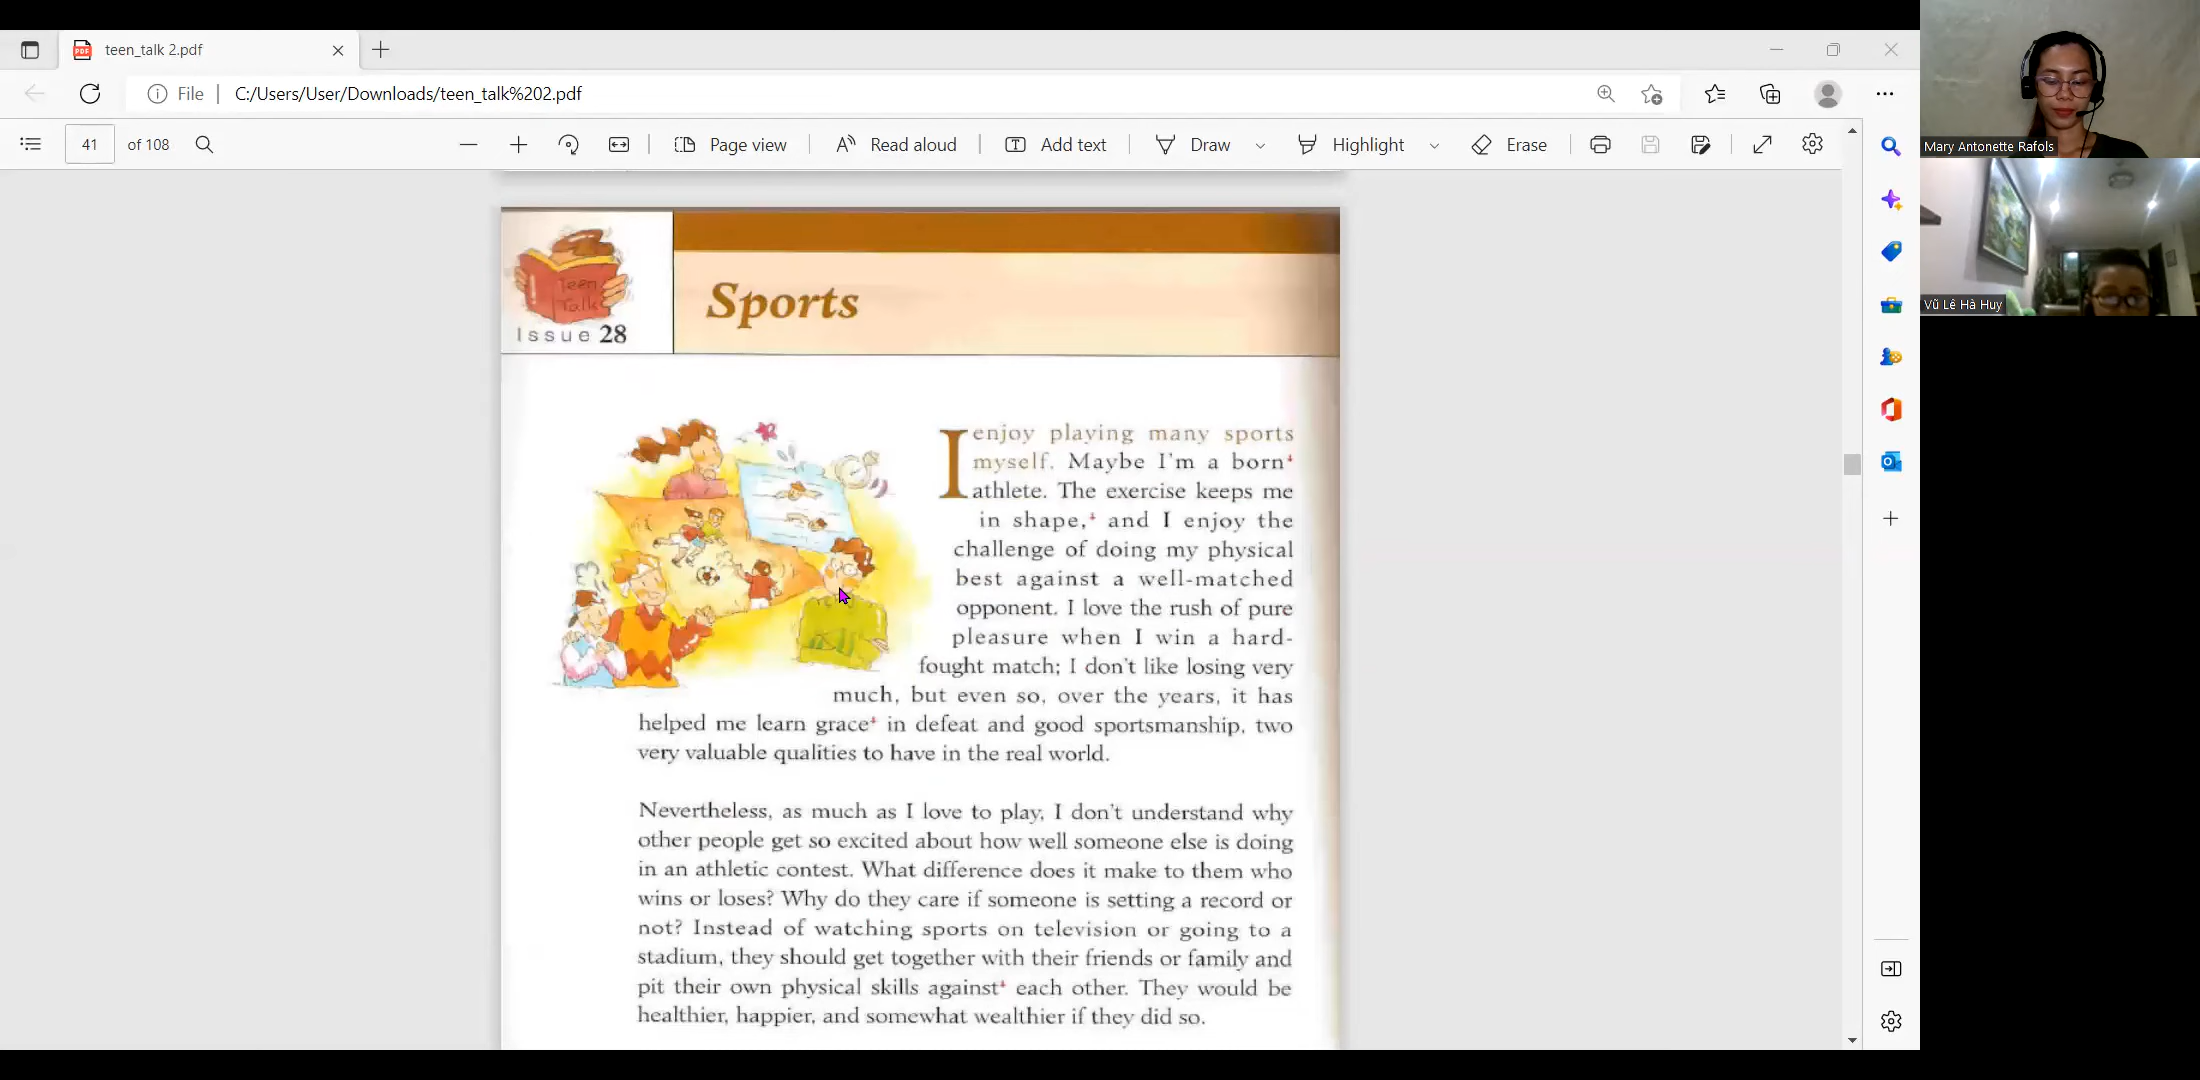 teen_talk 2.pdf
File
C:/Users/User/Downloads/teen_talk%202.pdf
41 of 108
Page view
Read aloud
Add text
Draw
Highlight
Erase
Mary Antonette Rafols
Vũ Lê Hà Huy
Teen
Talk
Issue 28
Sports
I enjoy playing many sports
myself. Maybe I'm a born+
athlete. The exercise keeps me
in shape,+ and I enjoy the
challenge of doing my physical
best against a well-matched
opponent. I love the rush of pure
pleasure when I win a hard-
fought match; I don't like losing very
much, but even so, over the years, it has
helped me learn grace+ in defeat and good sportsmanship, two
very valuable qualities to have in the real world.
Nevertheless, as much as I love to play, I don't understand why
other people get so excited about how well someone else is doing
in an athletic contest. What difference does it make to them who
wins or loses? Why do they care if someone is setting a record or
not? Instead of watching sports on television or going to a
stadium, they should get together with their friends or family and
pit their own physical skills against+ each other. They would be
healthier, happier, and somewhat wealthier if they did so.